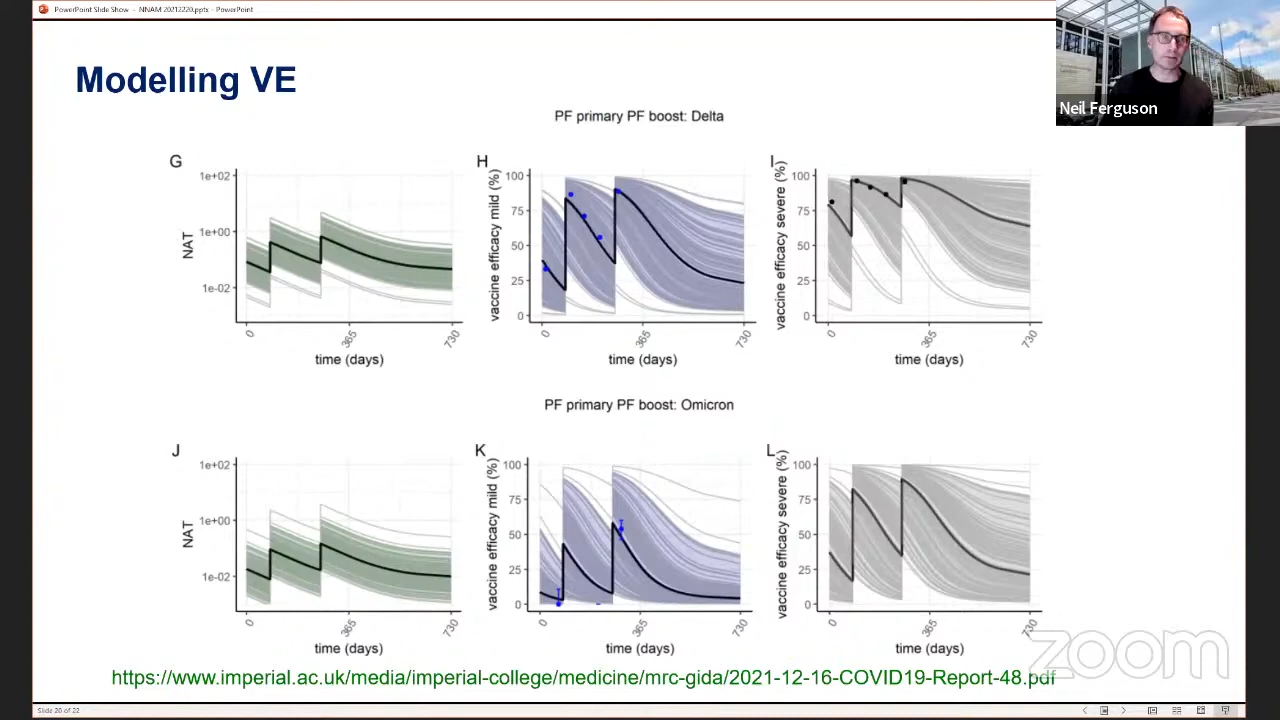 PowerPoint Slide Show - NNAM 20213220.pptx - PowerPoint
Modelling VE
Neil Ferguson
PF primary PF boost: Delta
G
NAT
1e+02
1e+00
1e-02
0
365
730
time (days)
H
vaccine efficacy mild (%)
100
75
50
25
0
0
365
730
time (days)
I
vaccine efficacy severe (%)
100
75
50
25
0
0
365
730
time (days)
PF primary PF boost: Omicron
J
NAT
1e+02
1e+00
1e-02
0
365
730
time (days)
K
vaccine efficacy mild (%)
100
75
50
25
0
0
365
730
time (days)
L
vaccine efficacy severe (%)
100
75
50
25
0
0
365
730
time (days)
zoom
https://www.imperial.ac.uk/media/imperial-college/medicine/mrc-gida/2021-12-16-COVID19-Report-48.pdf
Slide 20 of 22